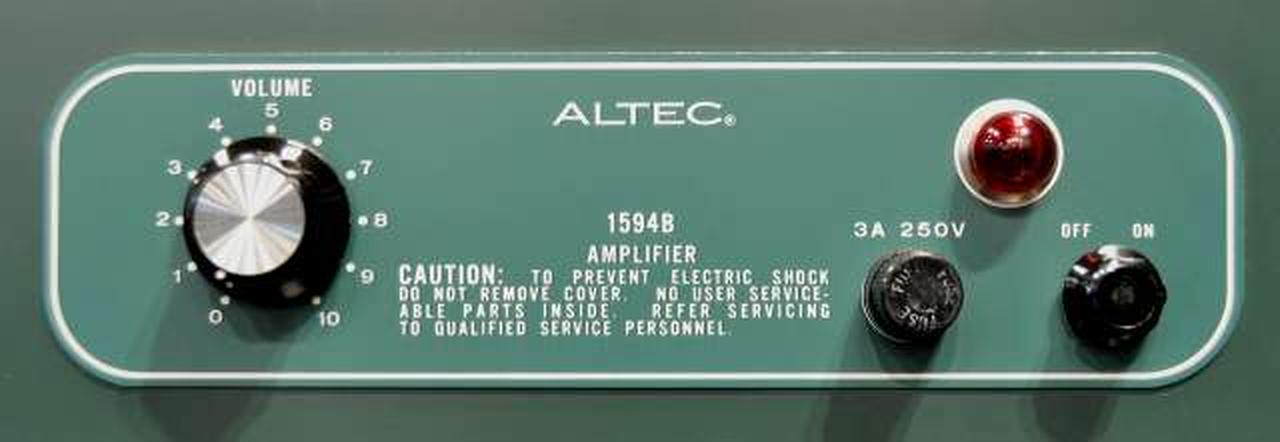 VOLUME
5
4 6
3 7
2 8
1 9
0 10
ALTEC®
1594B
AMPLIFIER
CAUTION: TO PREVENT ELECTRIC SHOCK
DO NOT REMOVE COVER. NO USER SERVICE-
ABLE PARTS INSIDE. REFER SERVICING
TO QUALIFIED SERVICE PERSONNEL.
3A 250V
FUSE
OFF ON